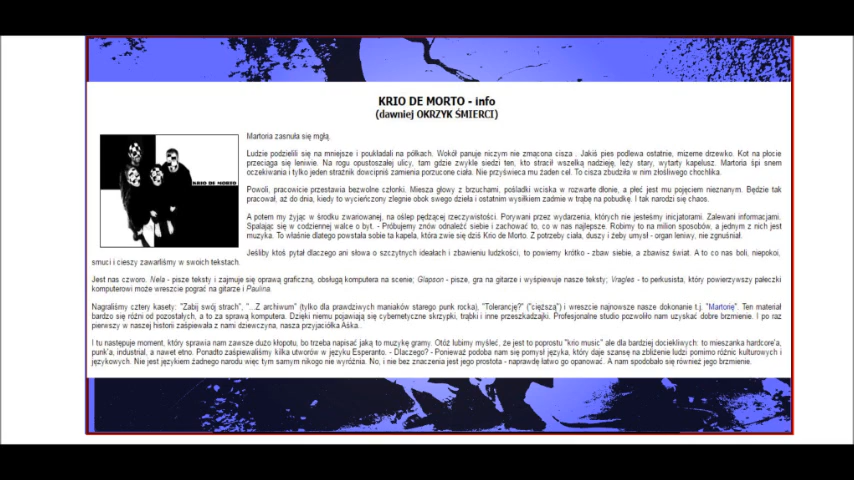 KRIO DE MORTO - info
(dawniej OKRZYK ŚMIERCI)
KRIO DE MORTO
Martoria zasnuła się mgłą.
Ludzie podzielili się na mniejsze i poukładali na półkach. Wokół panuje niczym nie zmącona cisza . Jakiś pies podlewa ostatnie, mizerne drzewko. Kot na płocie
przeciąga się leniwie. Na rogu opustoszałej ulicy, tam gdzie zwykle siedzi ten, kto stracił wszelką nadzieję, leży stary, wytarty kapelusz. Martoria śpi snem
oczekiwania i tylko jeden strażnik dowcipniś zamienia porzucone ciała. Nie przyświeca mu żaden cel. To cisza zbudziła w nim złośliwego chochlika.
Powoli, pracowicie przestawia bezwolne członki. Miesza głowy z brzuchami, pośladki wciska w rozwarte dłonie, a płeć jest mu pojęciem nieznanym. Będzie tak
pracował, aż do dnia, kiedy to wycieńczony zlegnie obok swego dzieła i ostatnim wysiłkiem zadmie w trąbę na pobudkę. I tak narodzi się chaos.
A potem my żyjąc w środku zwariowanej, na oślep pędzącej rzeczywistości. Porywani przez wydarzenia, których nie jesteśmy inicjatorami. Zalewani informacjami.
Spalając się w codziennej walce o byt. - Próbujemy znów odnaleźć siebie i zachować to, co w nas najlepsze. Robimy to na milion sposobów, a jednym z nich jest
muzyka. To właśnie dlatego powstała sobie ta kapela, która zwie się dziś Krio de Morto. Z potrzeby ciała, duszy i żeby umysł - organ leniwy, nie zgnuśniał.
Jeśliby ktoś pytał dlaczego ani słowa o szczytnych ideałach i zbawieniu ludzkości, to powiemy krótko - zbaw siebie, a zbawisz świat. A to co nas boli, niepokoi,
smuci i cieszy zawarliśmy w swoich tekstach.
Jest nas czworo. Nela - pisze teksty i zajmuje się oprawą graficzną, obsługą komputera na scenie; Glapson - pisze, gra na gitarze i wyśpiewuje nasze teksty; Vragles - to perkusista, który powierzywszy pałeczki
komputerowi może wreszcie pograć na gitarze i Paulina.
Nagraliśmy cztery kasety: "Zabij swój strach", "...Z archiwum" (tylko dla prawdziwych maniaków starego punk rocka), "Tolerancję?" ("cięższą") i wreszcie najnowsze nasze dokonanie t.j. "Martorię". Ten materiał
bardzo się różni od pozostałych, a to za sprawą komputera. Dzięki niemu pojawiają się cybernetyczne skrzypki, trąbki i inne przeszkadzajki. Profesjonalne studio pozwoliło nam uzyskać dobre brzmienie. I po raz
pierwszy w naszej historii zaśpiewała z nami dziewczyna, nasza przyjaciółka Aśka..
I tu następuje moment, który sprawia nam zawsze dużo kłopotu, bo trzeba napisać jaką to muzykę gramy. Otóż lubimy myśleć, że jest to poprostu "krio music" ale dla bardziej dociekliwych: to mieszanka hardcore'a,
punk'a, industrial, a nawet etno. Ponadto zaśpiewaliśmy kilka utworów w języku Esperanto. - Dlaczego? - Ponieważ podoba nam się pomysł języka, który daje szansę na zbliżenie ludzi pomimo różnic kulturowych i
językowych. Nie jest językiem żadnego narodu więc tym samym nikogo nie wyróżnia. No, i nie bez znaczenia jest jego prostota - naprawdę łatwo go opanować. A nam spodobało się również jego brzmienie.